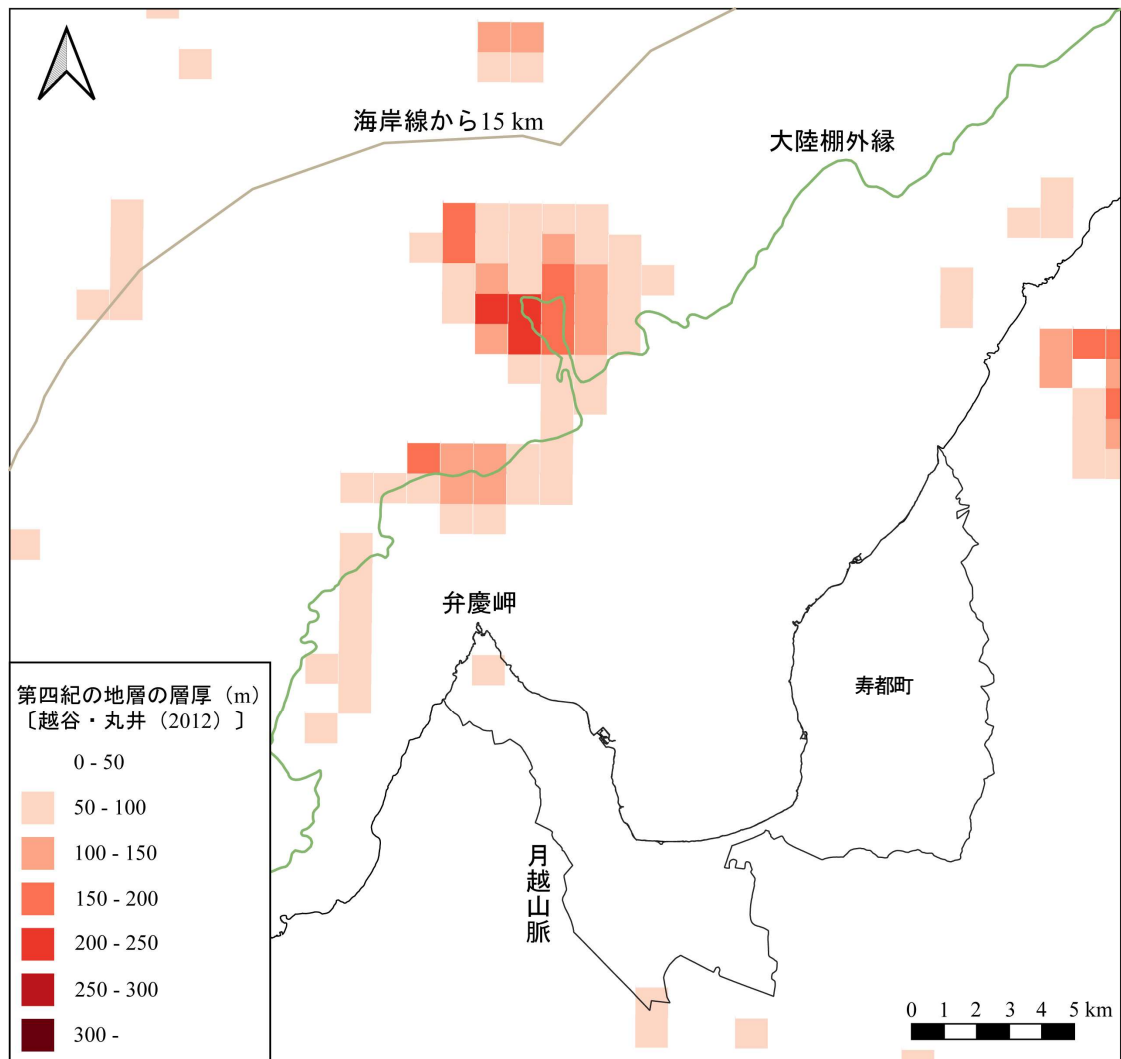 海岸線から15 km
大陸棚外縁
弁慶岬
寿都町
月越山脈
第四紀の地層の層厚（m）
〔越谷・丸井（2012）〕
0 - 50
50 - 100
100 - 150
150 - 200
200 - 250
250 - 300
300 -
0 1 2 3 4 5 km